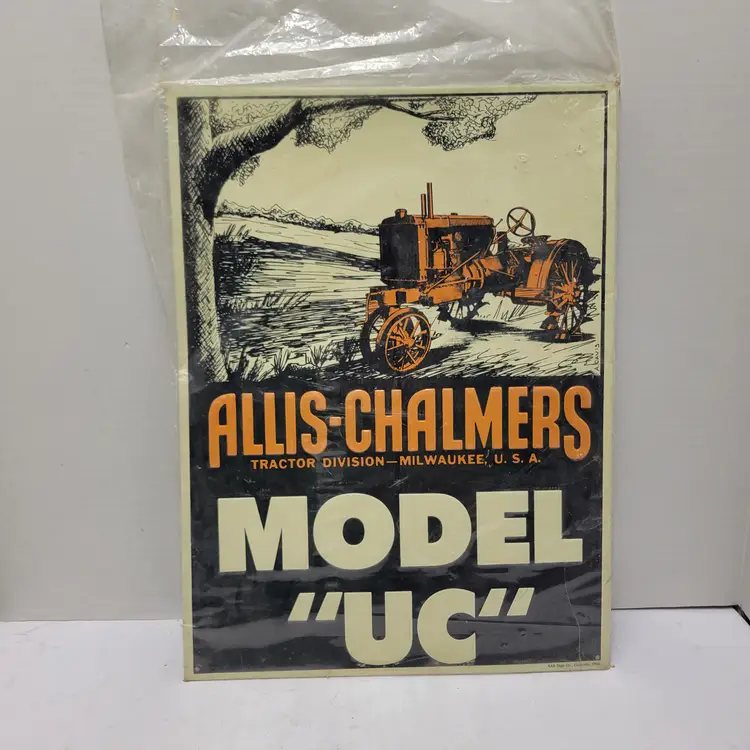 ALLIS-CHALMERS
TRACTOR DIVISION—MILWAUKEE, U. S. A.
MODEL
"UC"